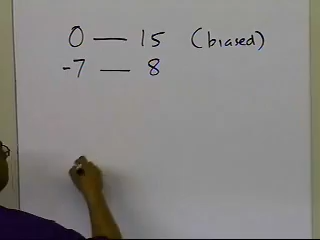 0 — 15 (biased)
-7 — 8